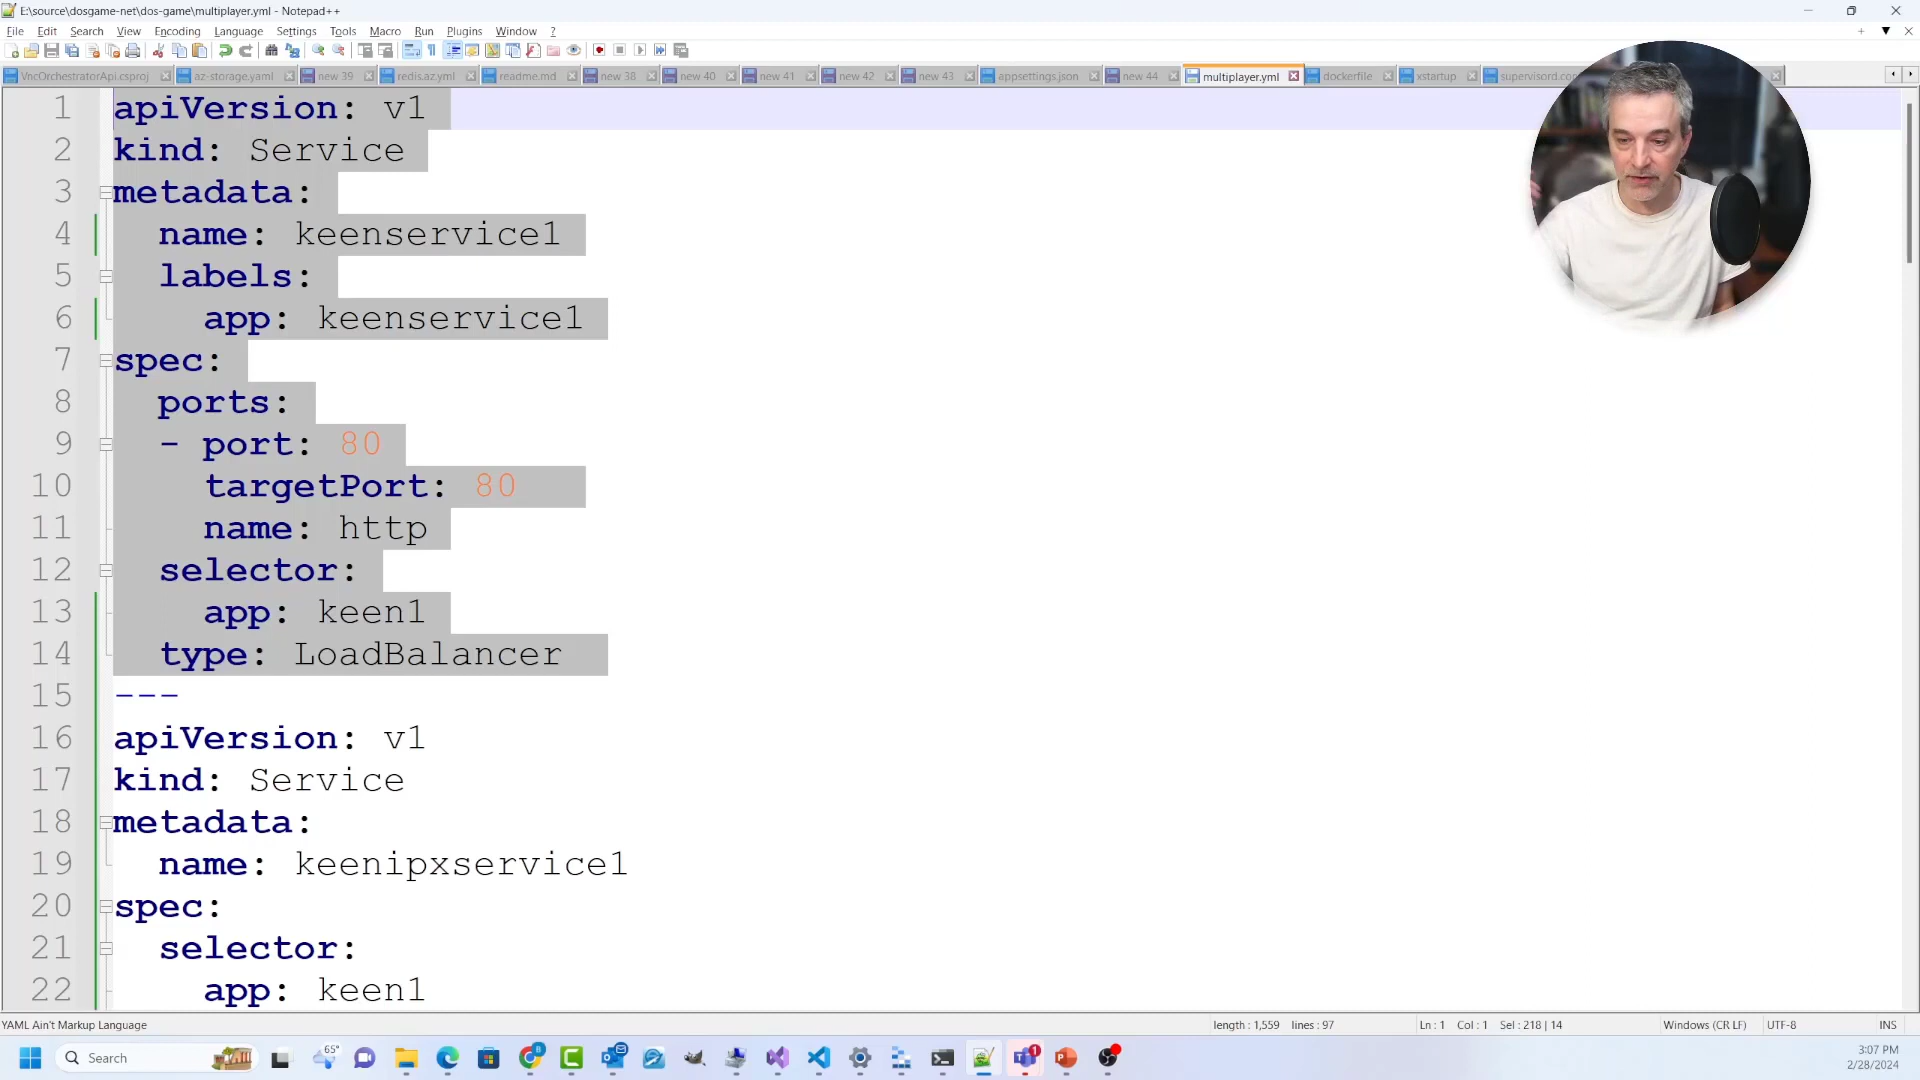 E:\source\dosgame-net\dos-game\multiplayer.yml - Notepad++
File Edit Search View Encoding Language Settings Tools Macro Run Plugins Window ?
VncOrchestratorApi.csproj az-storage.yaml new 39 redis.az.yml readme.md new 38 new 40 new 41 new 42 new 43 appsettings.json new 44 multiplayer.yml dockerfile xstartup
1 apiVersion: v1
2 kind: Service
3 metadata:
4 name: keenservice1
5 labels:
6 app: keenservice1
7 spec:
8 ports:
9 - port: 80
10 targetPort: 80
11 name: http
12 selector:
13 app: keen1
14 type: LoadBalancer
15 ---
16 apiVersion: v1
17 kind: Service
18 metadata:
19 name: keenipxservice1
20 spec:
21 selector:
22 app: keen1
YAML Ain't Markup Language length : 1,559 lines : 97 Ln : 1 Col : 1 Sel : 218 | 14 Windows (CR LF) UTF-8 INS
Search 65° 3:07 PM
2/28/2024